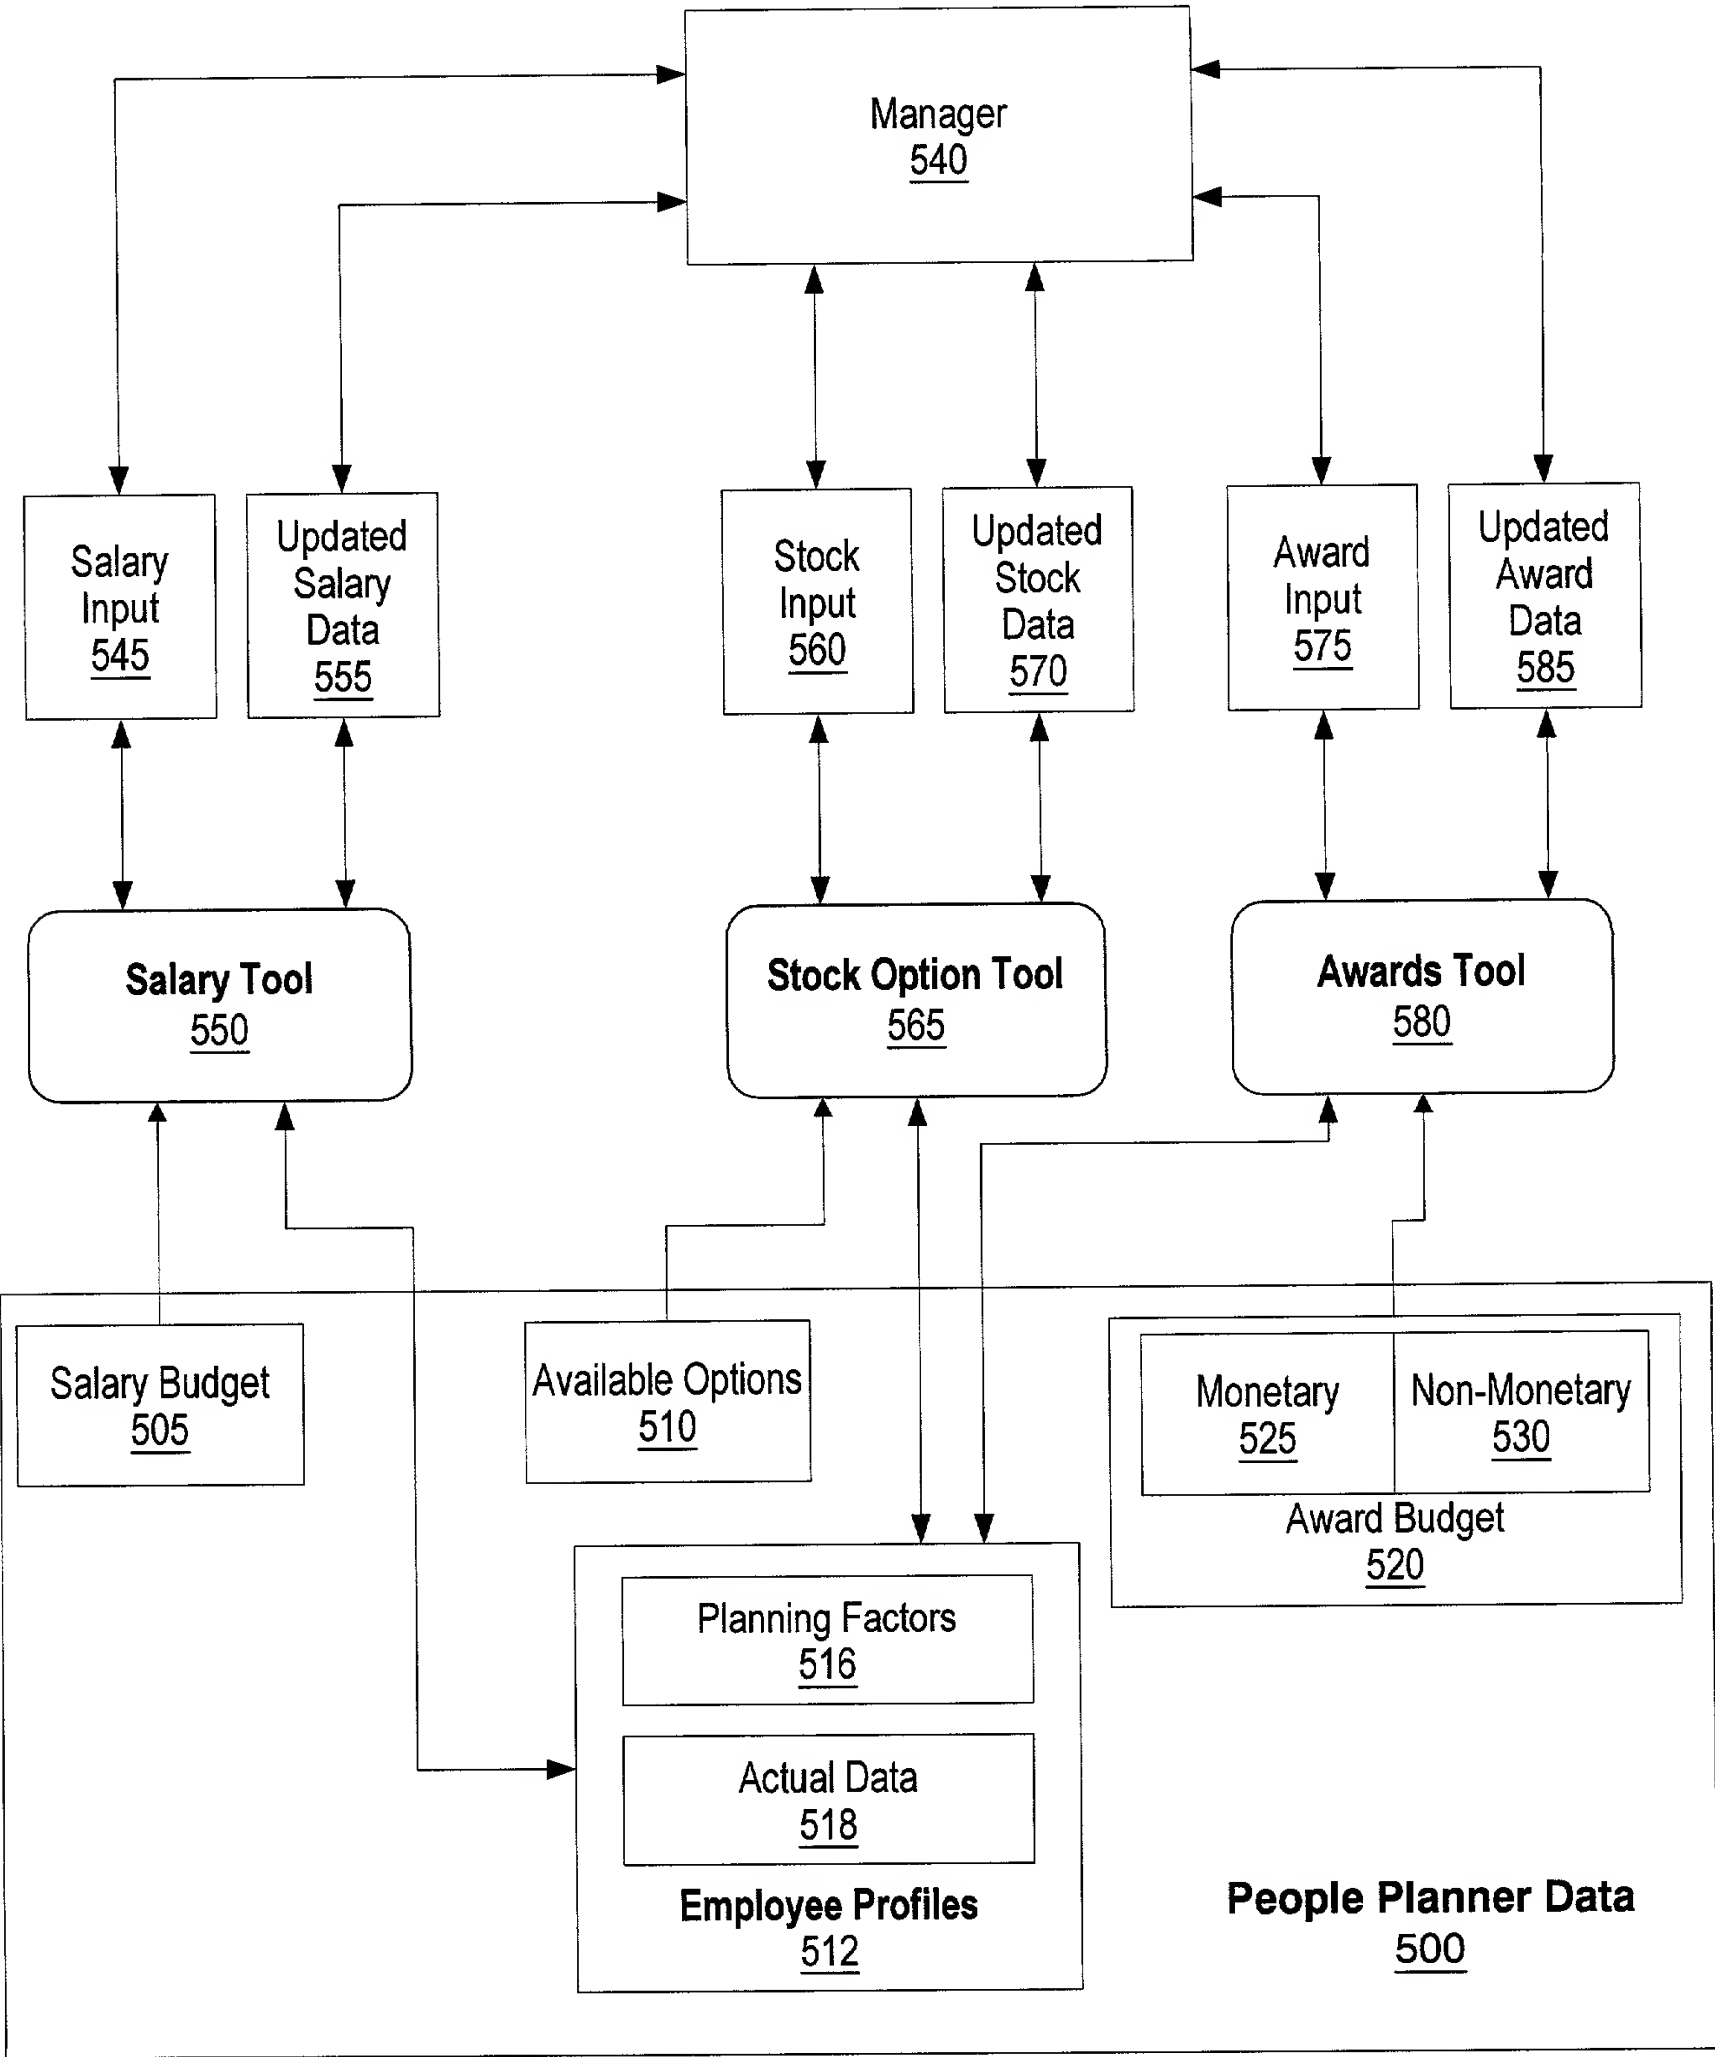 Manager
540
Salary
Input
545
Updated
Salary
Data
555
Stock
Input
560
Updated
Stock
Data
570
Award
Input
575
Updated
Award
Data
585
Salary Tool
550
Stock Option Tool
565
Awards Tool
580
Salary Budget
505
Available Options
510
Monetary
525
Non-Monetary
530
Award Budget
520
Planning Factors
516
Actual Data
518
Employee Profiles
512
People Planner Data
500